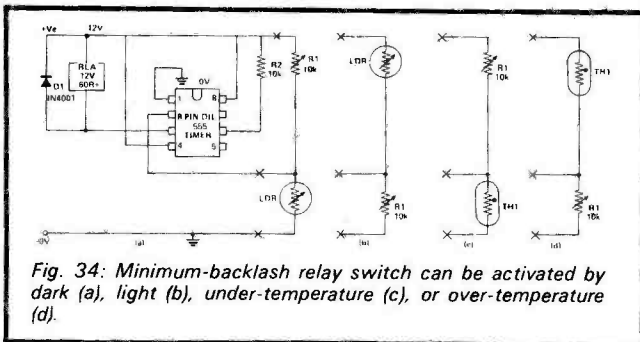 +Ve
12V
RLA
12V
60R+
D1
IN4001
0V
1
8
8 PIN DIL
555
TIMER
4
5
R2
10k
R1
10k
LDR
-0V
(a)
LDR
R1
10k
(b)
R1
10k
TH1
(c)
TH1
R1
10k
(d)
Fig. 34: Minimum-backlash relay switch can be activated by
dark (a), light (b), under-temperature (c), or over-temperature
(d).